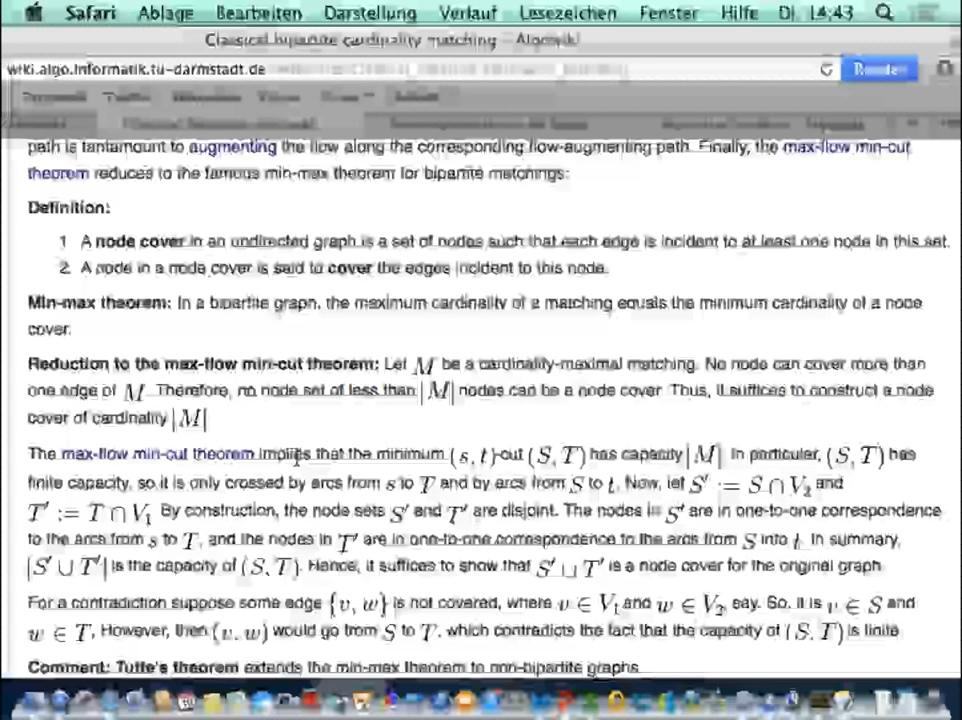 Safari Ablage Bearbeiten Darstellung Verlauf Lesezeichen Fenster Hilfe Di 14:43
Classical bipartite cardinality matching – Algowiki
wiki.algo.informatik.tu-darmstadt.de Reader
path is tantamount to augmenting the flow along the corresponding flow-augmenting path. Finally, the max-flow min-cut
theorem reduces to the famous min-max theorem for bipartite matchings:
Definition:
1. A node cover in an undirected graph is a set of nodes such that each edge is incident to at least one node in this set.
2. A node in a node cover is said to cover the edges incident to this node.
Min-max theorem: In a bipartite graph, the maximum cardinality of a matching equals the minimum cardinality of a node
cover.
Reduction to the max-flow min-cut theorem: Let M be a cardinality-maximal matching. No node can cover more than
one edge of M. Therefore, no node set of less than |M| nodes can be a node cover. Thus, it suffices to construct a node
cover of cardinality |M|
The max-flow min-cut theorem implies that the minimum (s, t)-cut (S, T) has capacity |M|. In particular, (S, T) has
finite capacity, so it is only crossed by arcs from s to T and by arcs from S to t. Now, let S′ := S ∩ V₂ and
T′ := T ∩ V₁. By construction, the node sets S′ and T′ are disjoint. The nodes in S′ are in one-to-one correspondence
to the arcs from s to T, and the nodes in T′ are in one-to-one correspondence to the arcs from S into t. In summary,
|S′ ∪ T′| is the capacity of (S, T). Hence, it suffices to show that S′ ∪ T′ is a node cover for the original graph.
For a contradiction suppose some edge {v, w} is not covered, where v ∈ V₁ and w ∈ V₂, say. So, it is v ∈ S and
w ∈ T. However, then (v, w) would go from S to T, which contradicts the fact that the capacity of (S, T) is finite.
Comment: Tutte's theorem extends the min-max theorem to non-bipartite graphs.